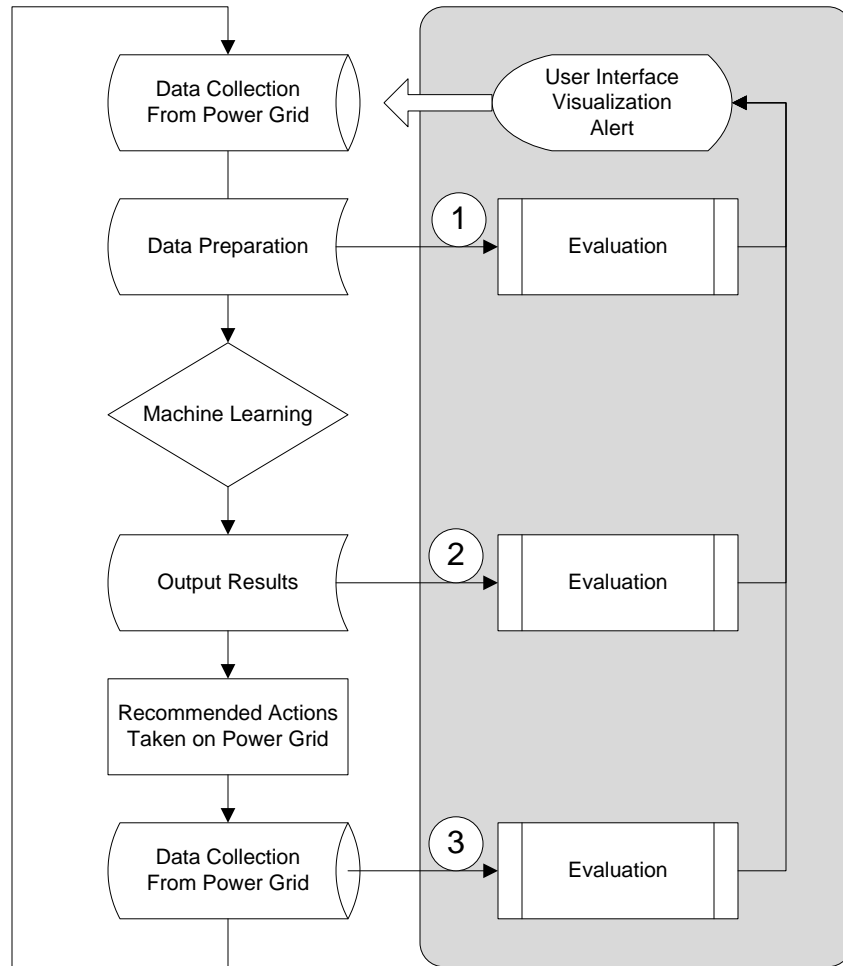 Data Collection
From Power Grid
User Interface
Visualization
Alert
Data Preparation
1
Evaluation
Machine Learning
Output Results
2
Evaluation
Recommended Actions
Taken on Power Grid
Data Collection
From Power Grid
3
Evaluation